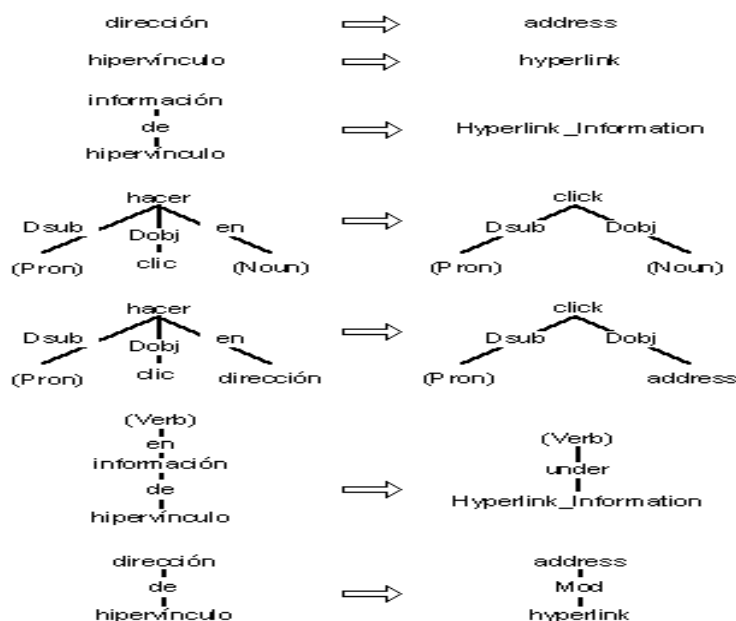 dirección address
hipervínculo hyperlink
información
de Hyperlink_Information
hipervínculo
hacer click
Dsub Dobj en Dsub Dobj
(Pron) clic (Noun) (Pron) (Noun)
hacer click
Dsub Dobj en Dsub Dobj
(Pron) clic dirección (Pron) address
(Verb) (Verb)
en
información under
de Hyperlink_Information
hipervínculo
dirección address
de Mod
hipervínculo hyperlink